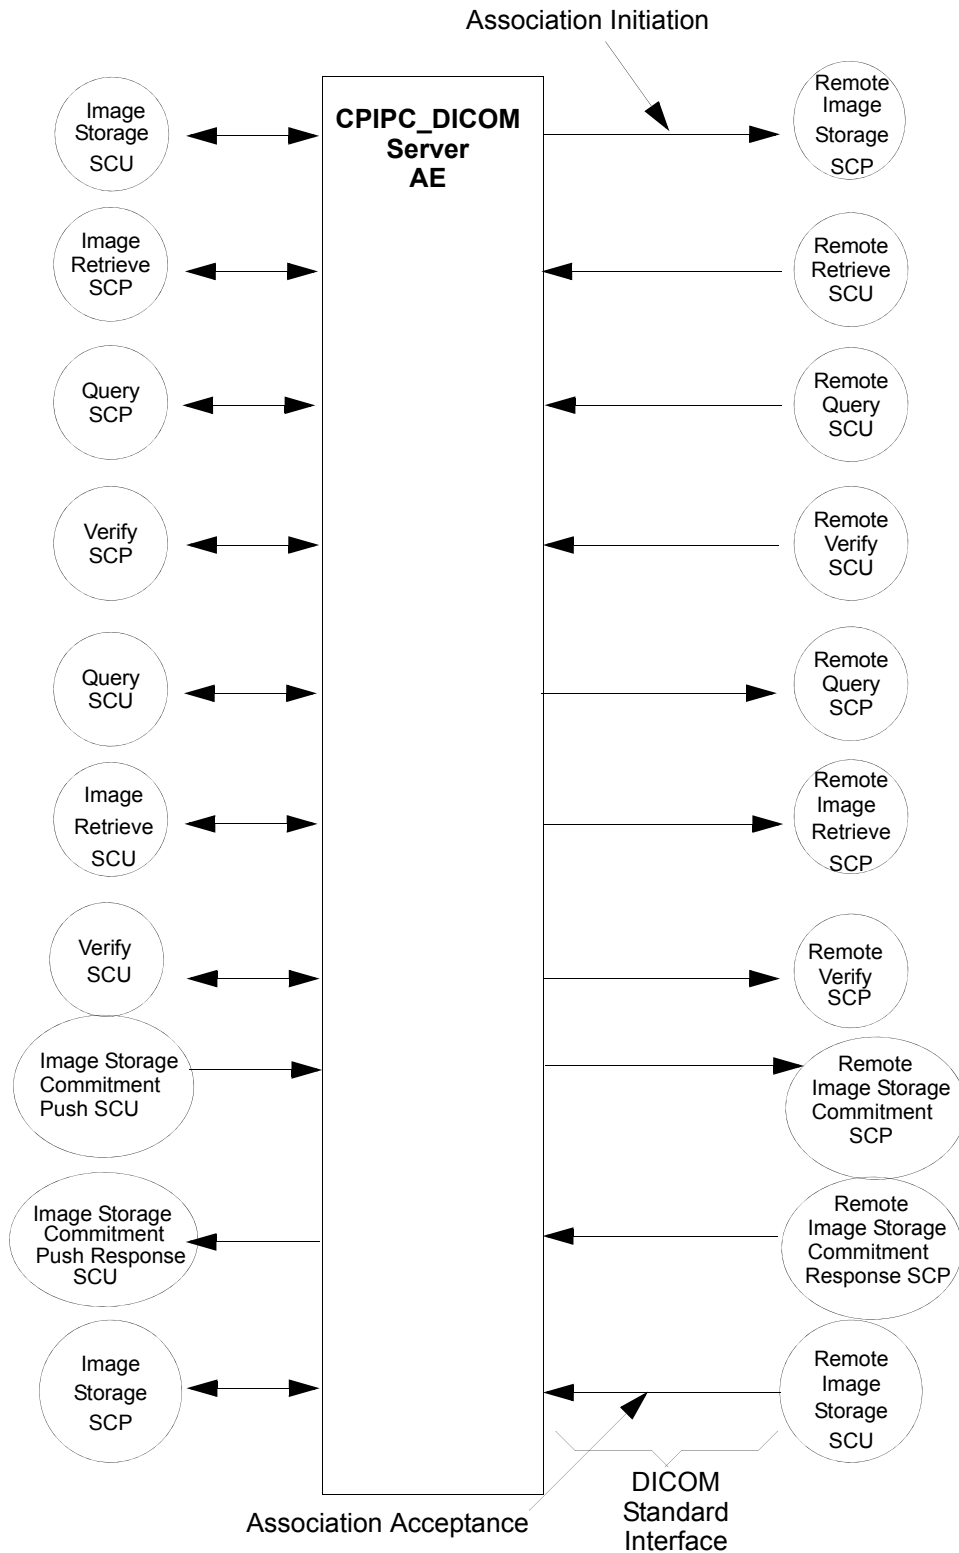 Association Initiation
Image
Storage
SCU
CPIPC_DICOM
Server
AE
Remote
Image
Storage
SCP
Image
Retrieve
SCP
Remote
Retrieve
SCU
Query
SCP
Remote
Query
SCU
Verify
SCP
Remote
Verify
SCU
Query
SCU
Remote
Query
SCP
Image
Retrieve
SCU
Remote
Image
Retrieve
SCP
Verify
SCU
Remote
Verify
SCP
Image Storage
Commitment
Push SCU
Remote
Image Storage
Commitment
SCP
Image Storage
Commitment
Push Response
SCU
Remote
Image Storage
Commitment
Response SCP
Image
Storage
SCP
Remote
Image
Storage
SCU
Association Acceptance
DICOM
Standard
Interface